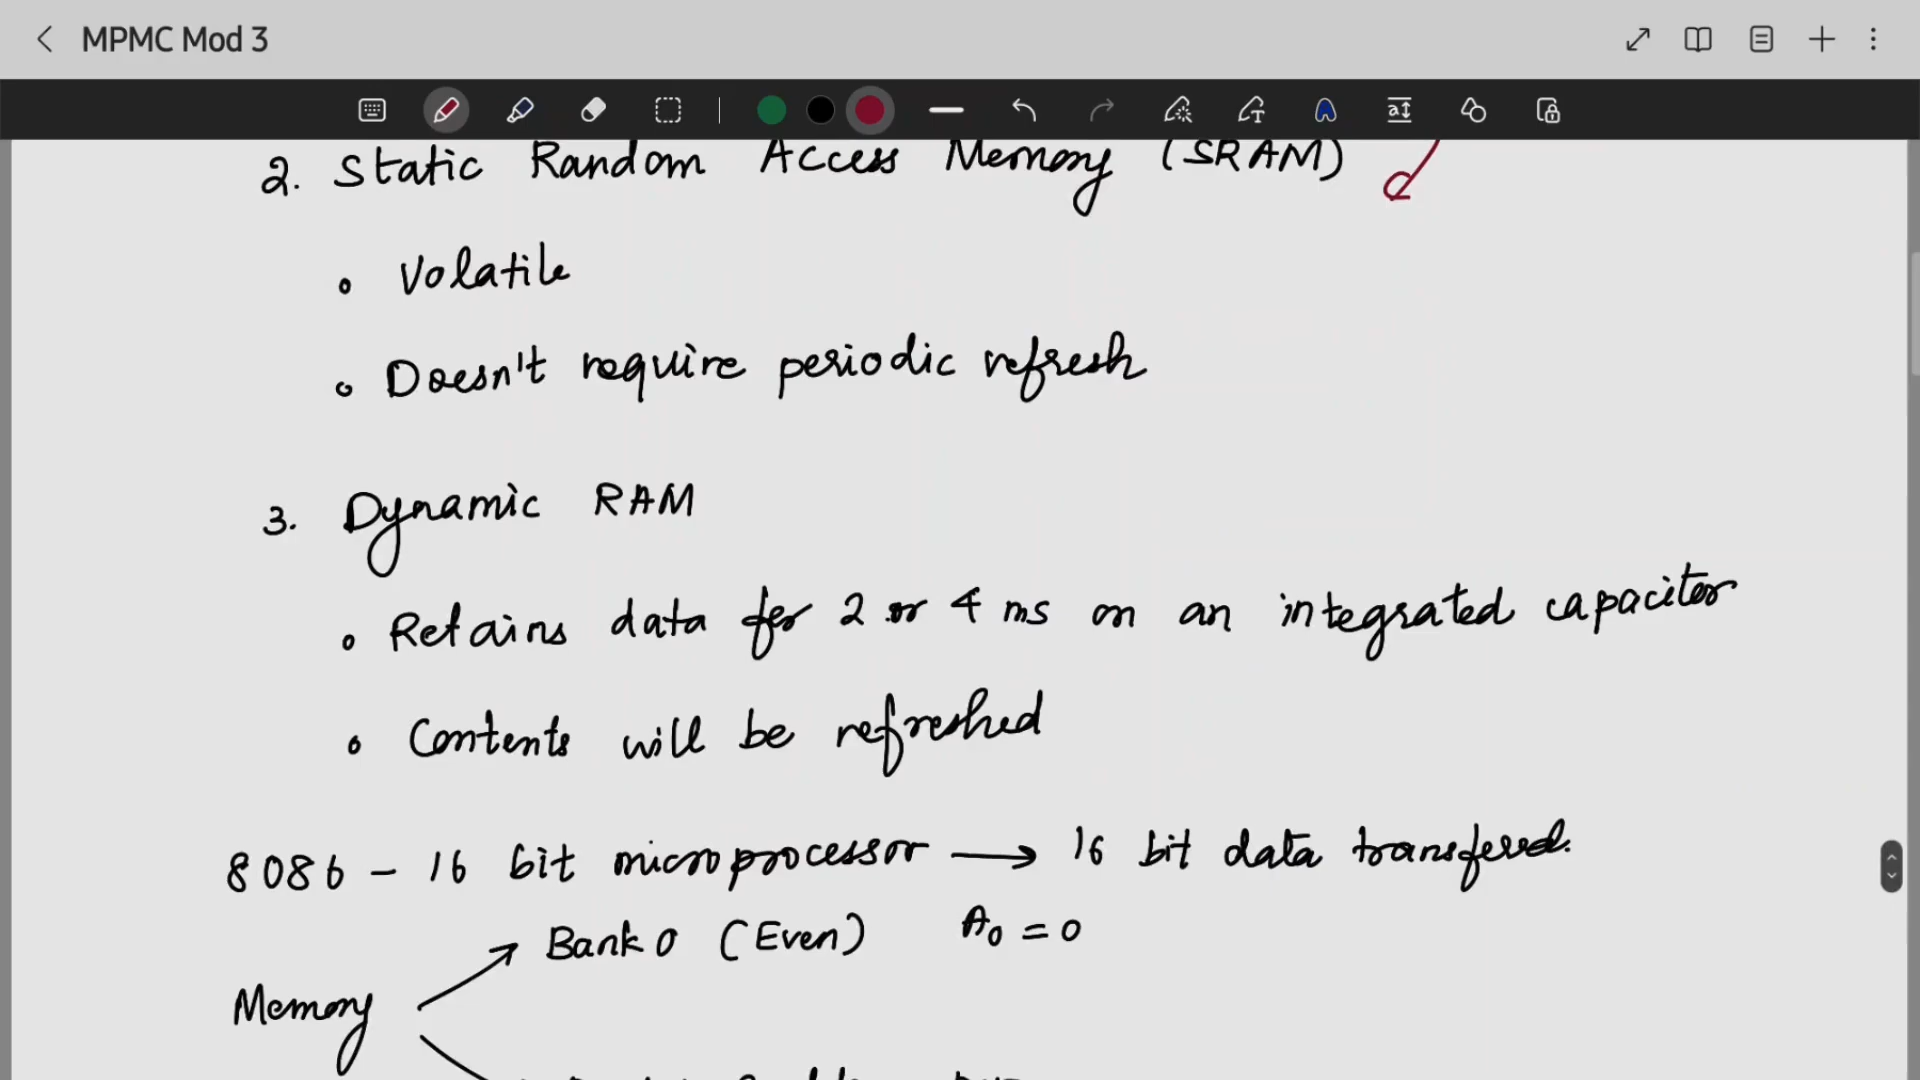 MPMC Mod 3
2. Static Random Access Memory (SRAM)
• Volatile
• Doesn't require periodic refresh
3. Dynamic RAM
• Retains data for 2 or 4 ms on an integrated capacitor
• Contents will be refreshed
8086 - 16 bit microprocessor → 16 bit data transfered.
Bank 0 (Even) A0 = 0
Memory